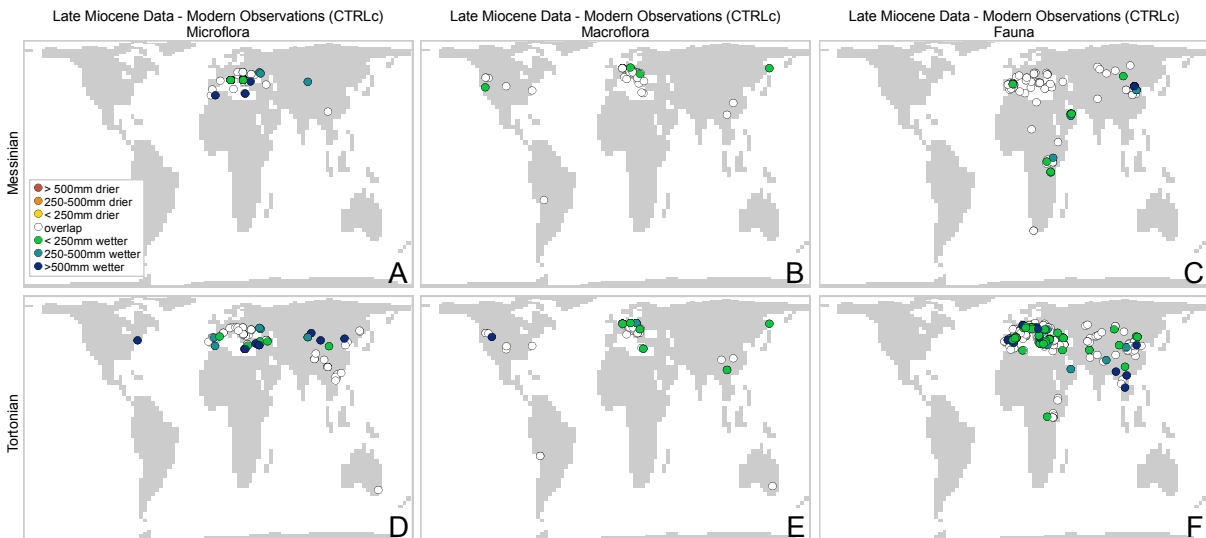 Late Miocene Data - Modern Observations (CTRLc)
Microflora
Late Miocene Data - Modern Observations (CTRLc)
Macroflora
Late Miocene Data - Modern Observations (CTRLc)
Fauna
Messinian
> 500mm drier
250-500mm drier
< 250mm drier
overlap
< 250mm wetter
250-500mm wetter
>500mm wetter
A
B
C
Tortonian
D
E
F